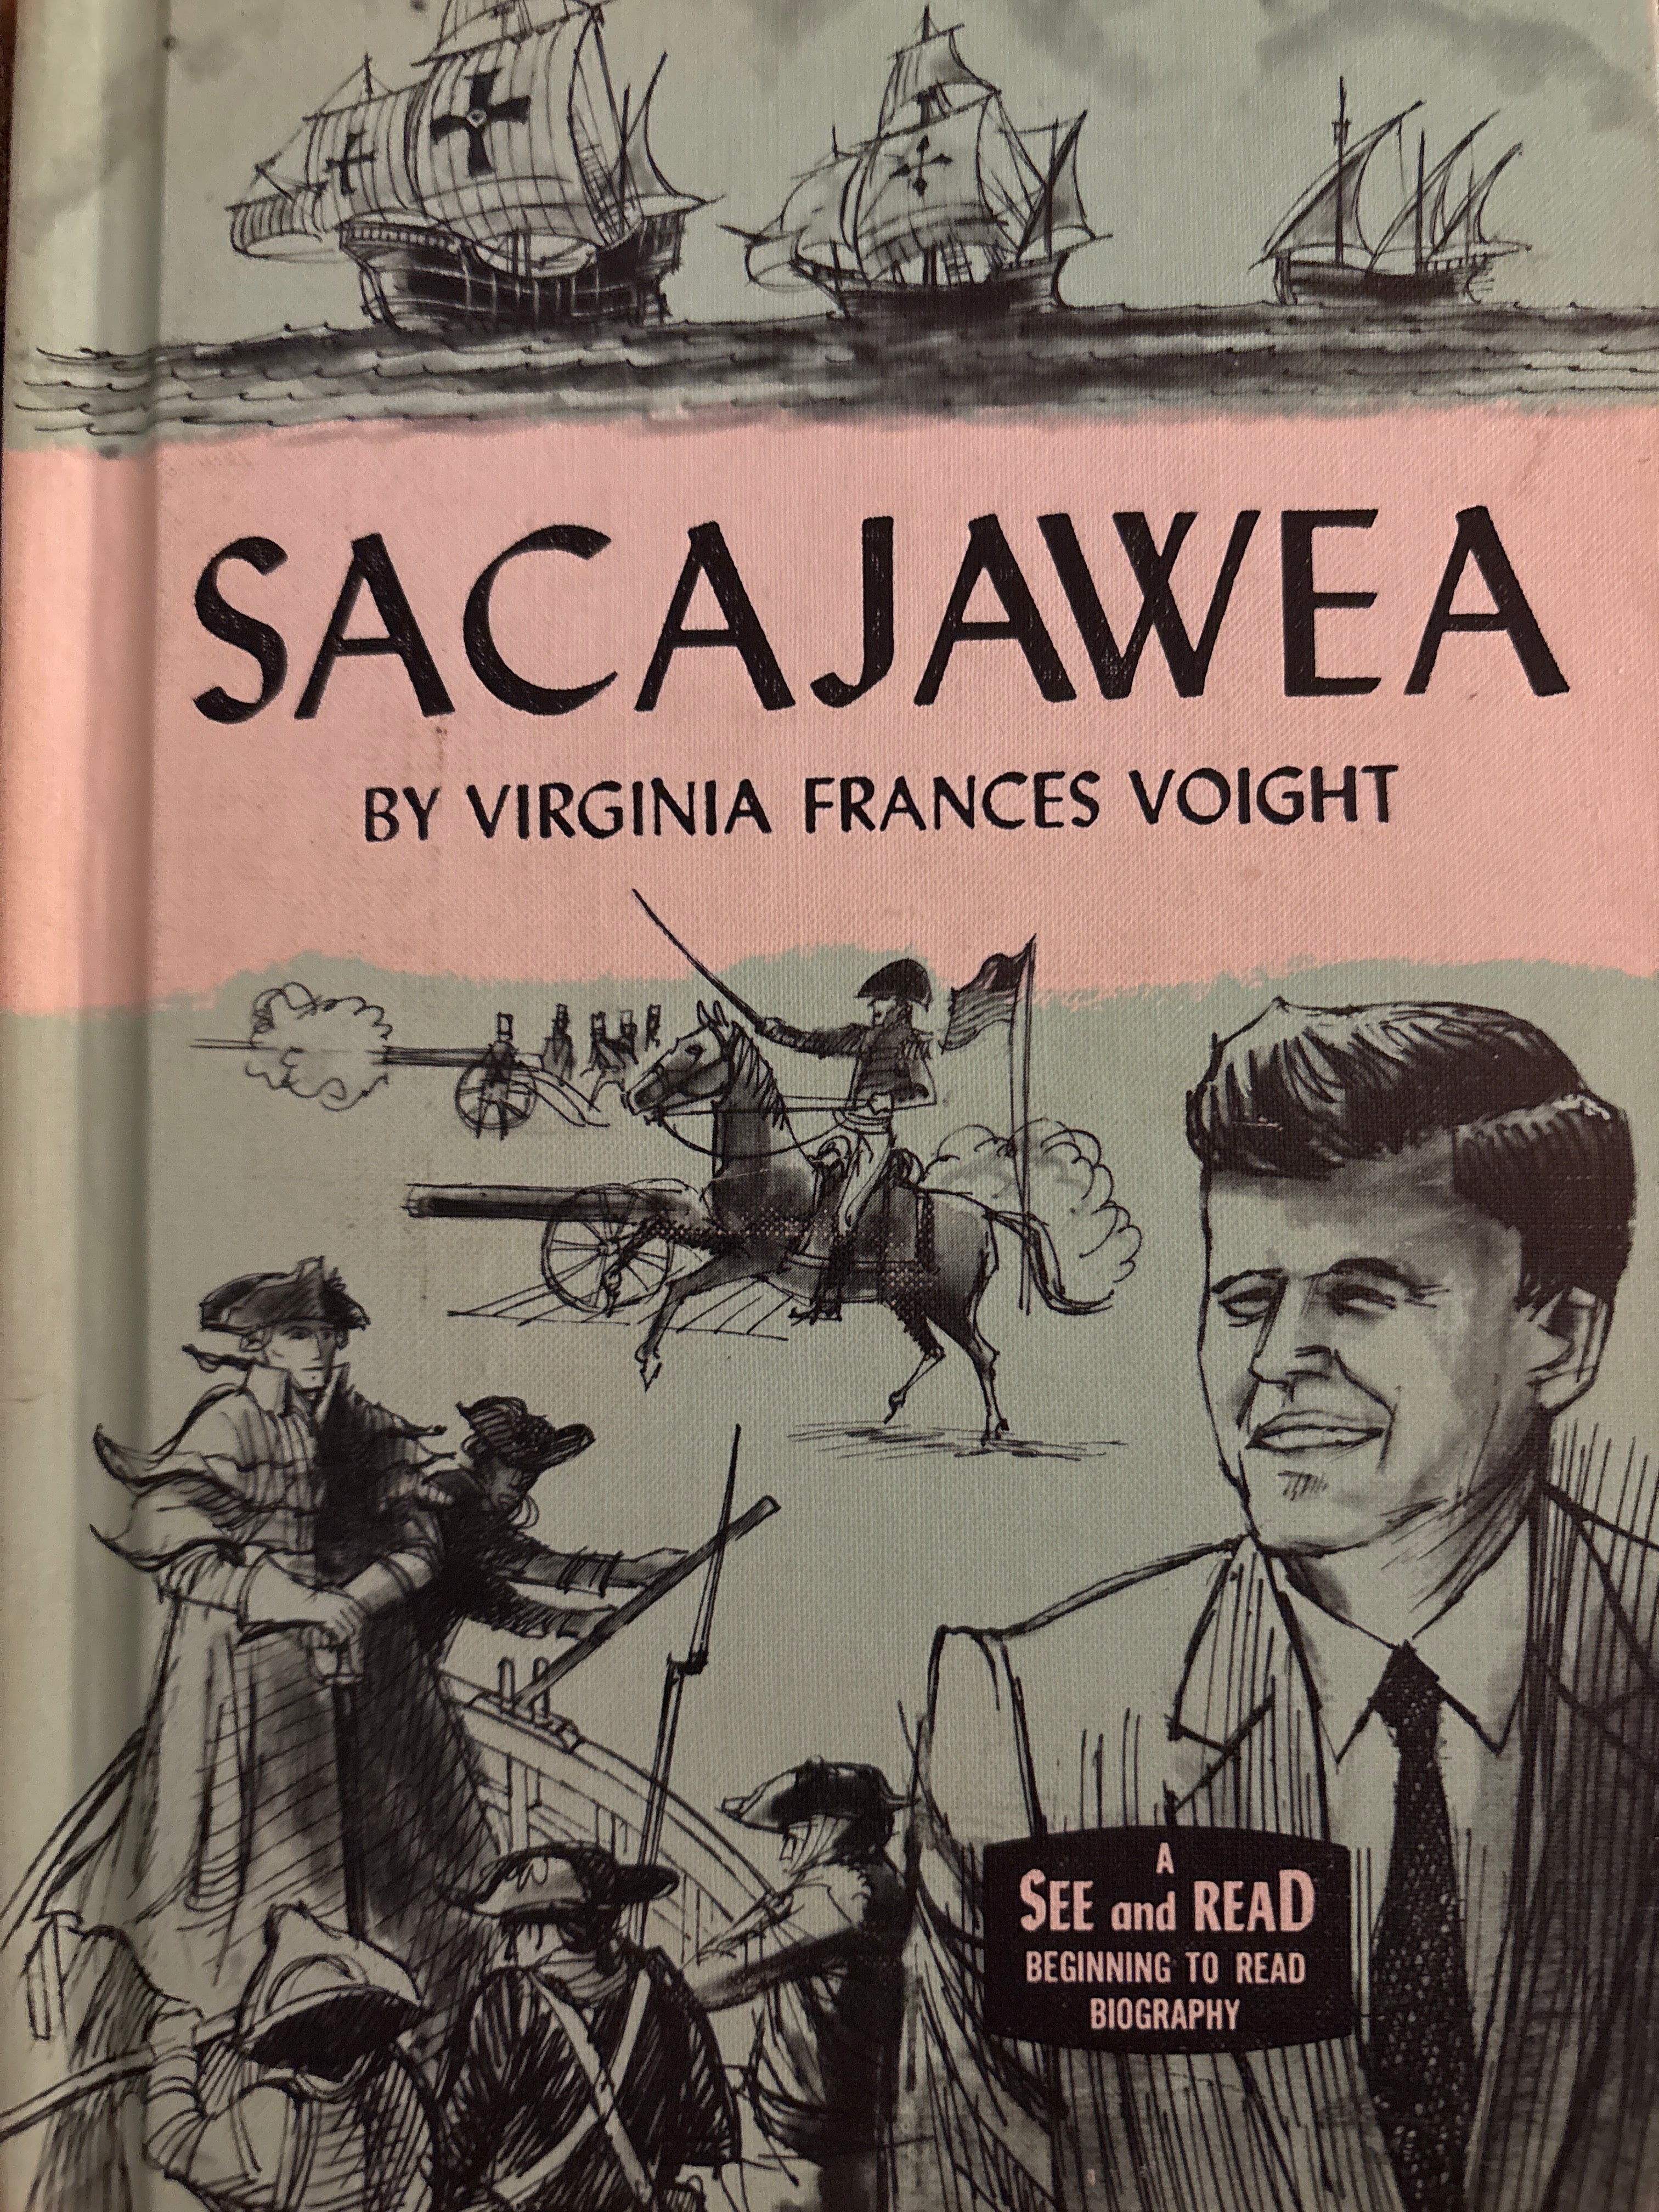 SACAJAWEA
BY VIRGINIA FRANCES VOIGHT
A
SEE and READ
BEGINNING TO READ
BIOGRAPHY